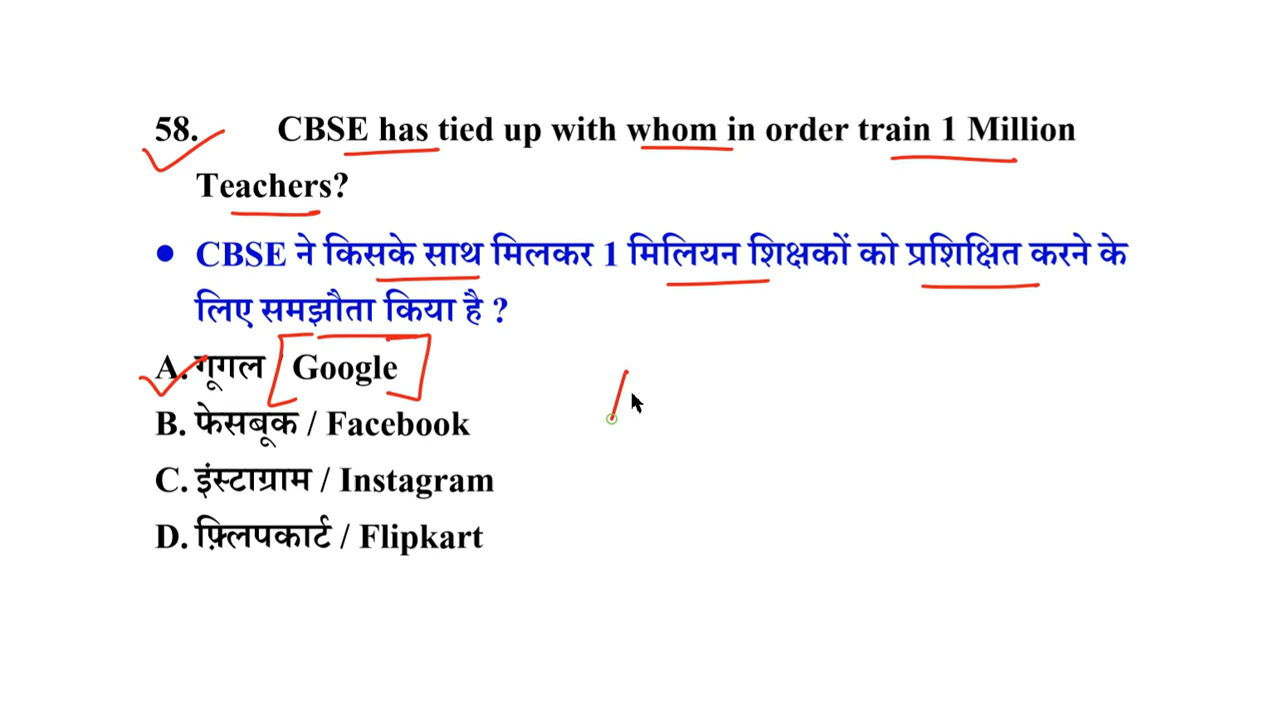 58. CBSE has tied up with whom in order train 1 Million
Teachers?
• CBSE ने किसके साथ मिलकर 1 मिलियन शिक्षकों को प्रशिक्षित करने के
लिए समझौता किया है ?
A. गूगल / Google
B. फेसबूक / Facebook
C. इंस्टाग्राम / Instagram
D. फ़्लिपकार्ट / Flipkart